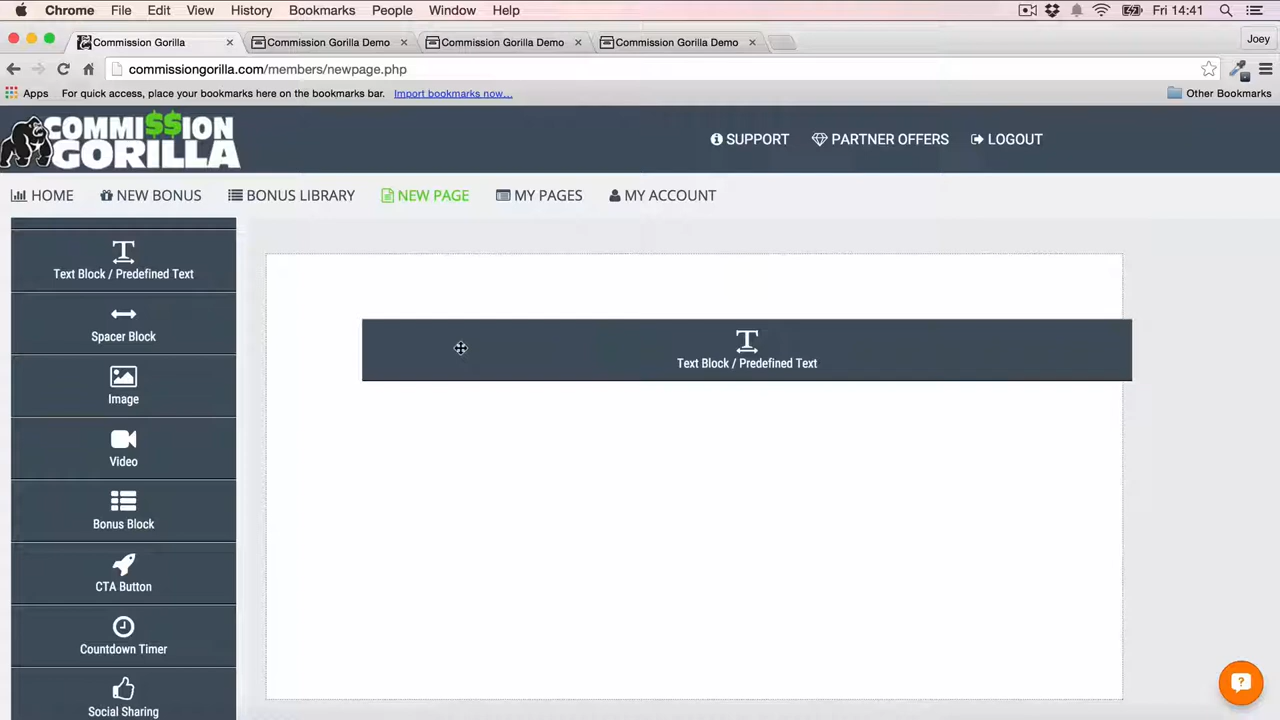 Chrome File Edit View History Bookmarks People Window Help Fri 14:41
Commission Gorilla Commission Gorilla Demo Commission Gorilla Demo Commission Gorilla Demo Joey
commissiongorilla.com/members/newpage.php
Apps For quick access, place your bookmarks here on the bookmarks bar. Import bookmarks now... Other Bookmarks
COMMI$$ION
GORILLA
SUPPORT PARTNER OFFERS LOGOUT
HOME NEW BONUS BONUS LIBRARY NEW PAGE MY PAGES MY ACCOUNT
Text Block / Predefined Text
Spacer Block
Image
Video
Bonus Block
CTA Button
Countdown Timer
Social Sharing
Text Block / Predefined Text